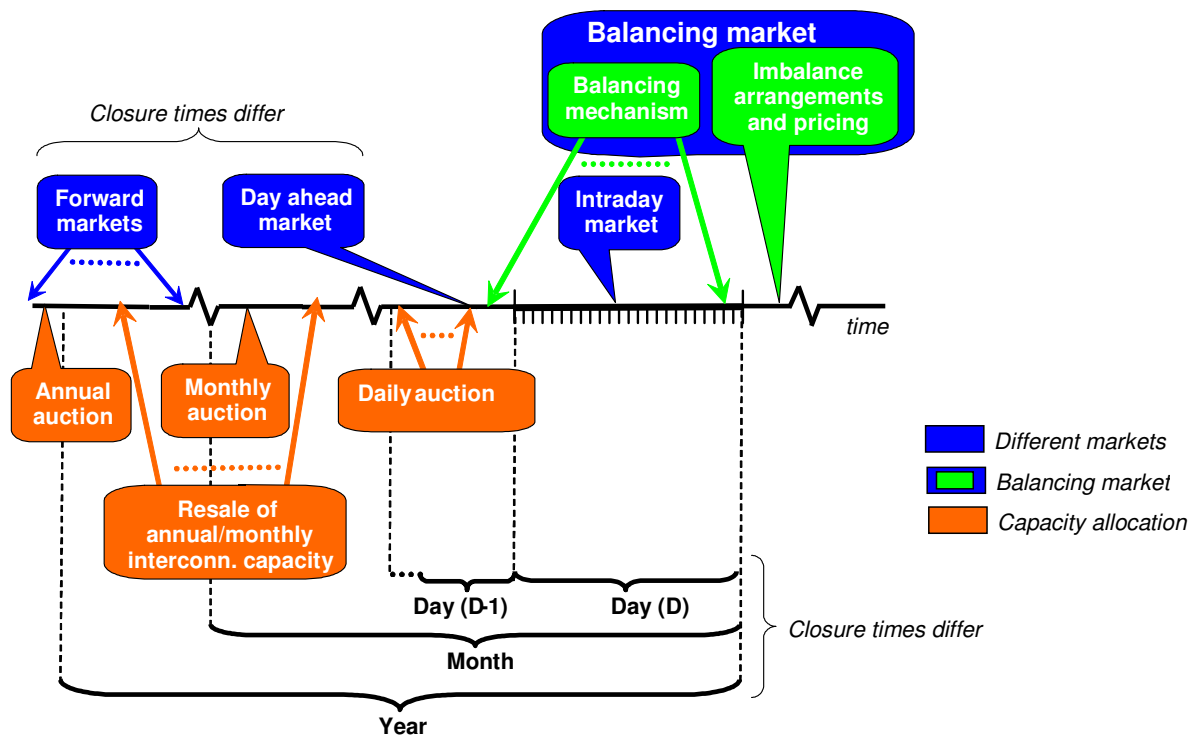 Balancing market
Balancing
mechanism
Imbalance
arrangements
and pricing
Closure times differ
Forward
markets
Day ahead
market
Intraday
market
time
Annual
auction
Monthly
auction
Daily auction
Resale of
annual/monthly
interconn. capacity
Different markets
Balancing market
Capacity allocation
Day (D-1)
Day (D)
Month
Year
Closure times differ